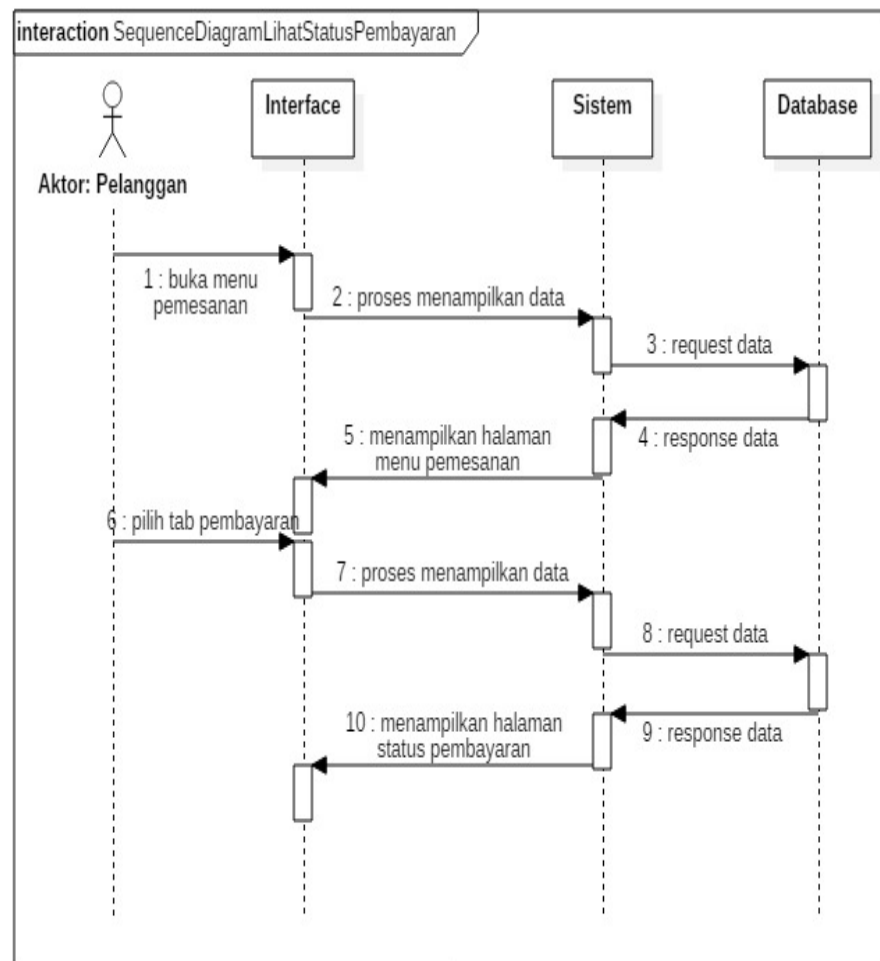 interaction SequenceDiagramLihatStatusPembayaran
Interface
Sistem
Database
Aktor: Pelanggan
1 : buka menu
pemesanan
2 : proses menampilkan data
3 : request data
4 : response data
5 : menampilkan halaman
menu pemesanan
6 : pilih tab pembayaran
7 : proses menampilkan data
8 : request data
9 : response data
10 : menampilkan halaman
status pembayaran